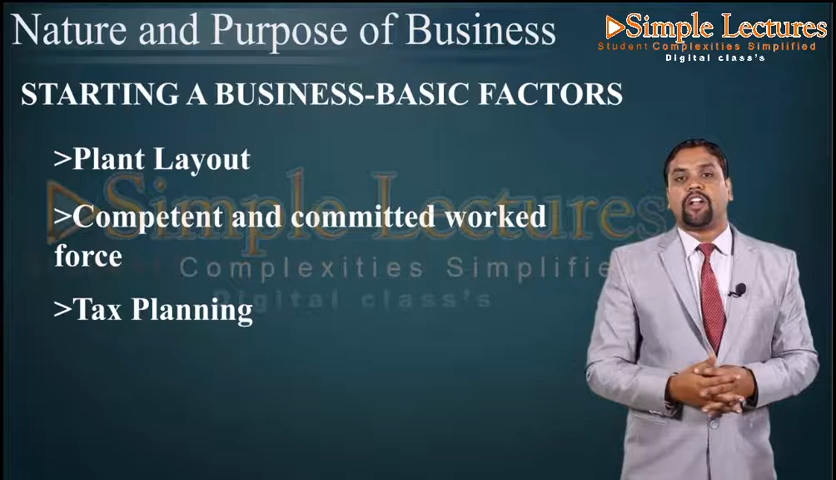 Nature and Purpose of Business
Simple Lectures
Student Complexities Simplified
Digital class's
STARTING A BUSINESS-BASIC FACTORS
>Plant Layout
>Competent and committed worked
force
>Tax Planning
Simple Lectures
Complexities Simplifie
Digital class's